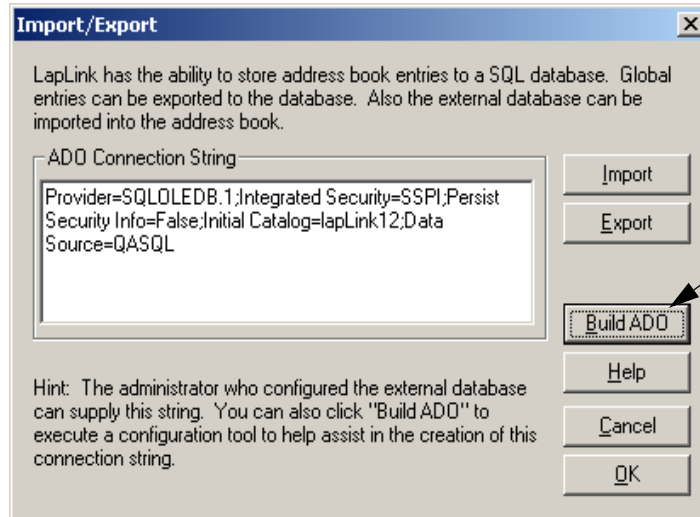 Import/Export
LapLink has the ability to store address book entries to a SQL database.  Global
entries can be exported to the database.  Also the external database can be
imported into the address book.
ADO Connection String
Provider=SQLOLEDB.1;Integrated Security=SSPI;Persist
Security Info=False;Initial Catalog=lapLink12;Data
Source=QASQL
Import
Export
Build ADO
Help
Cancel
OK
Hint:  The administrator who configured the external database
can supply this string.  You can also click "Build ADO" to
execute a configuration tool to help assist in the creation of this
connection string.